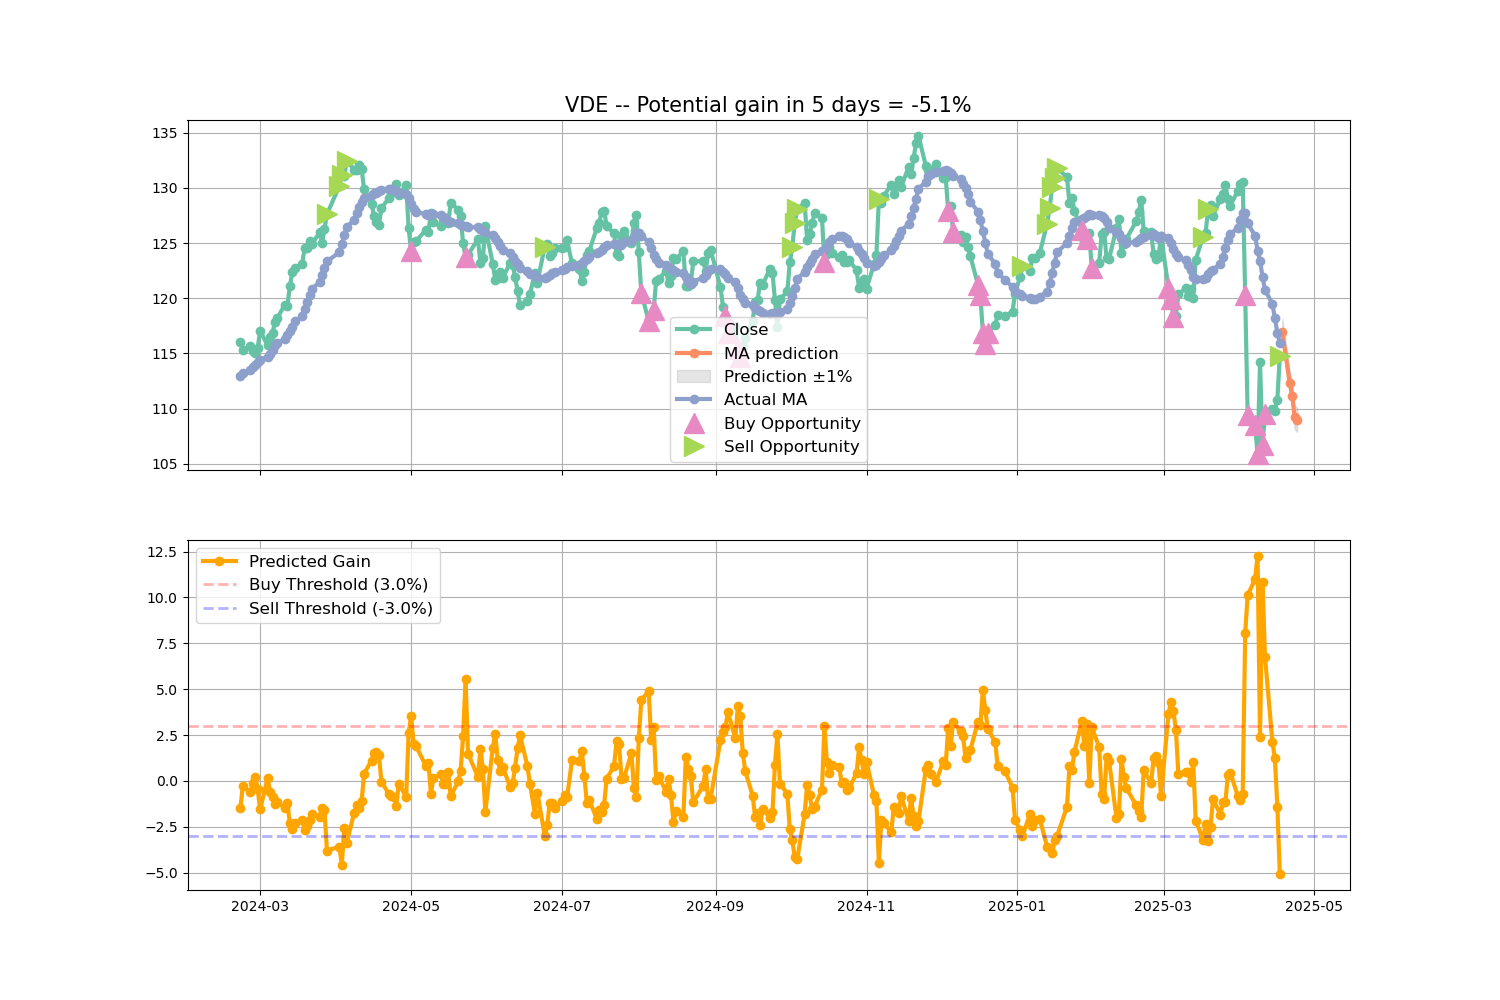 VDE -- Potential gain in 5 days = -5.1%
135
130
125
120
115
110
105
Close
MA prediction
Prediction ±1%
Actual MA
Buy Opportunity
Sell Opportunity
12.5
10.0
7.5
5.0
2.5
0.0
−2.5
−5.0
Predicted Gain
Buy Threshold (3.0%)
Sell Threshold (-3.0%)
2024-03
2024-05
2024-07
2024-09
2024-11
2025-01
2025-03
2025-05